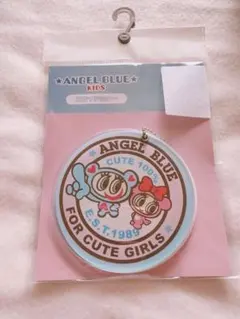 ★ANGEL BLUE★
KIDS
ANGEL BLUE
CUTE 100%
E.S.T.1989
FOR CUTE GIRLS